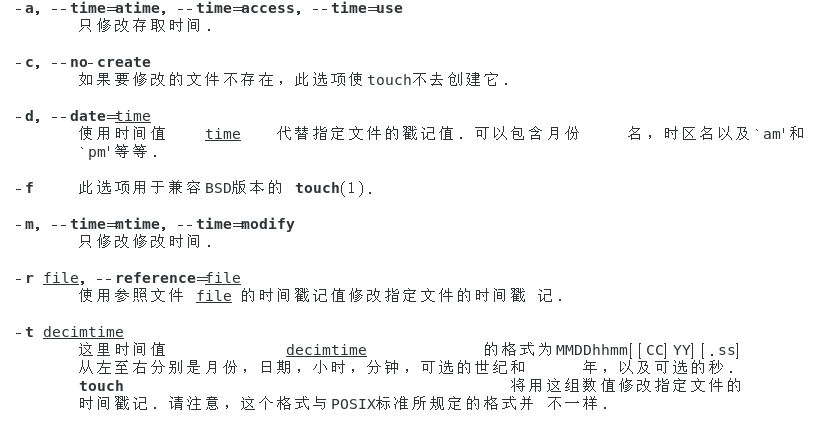 -a, --time=atime, --time=access, --time=use
只修改存取时间.
-c, --no-create
如果要修改的文件不存在, 此选项使touch不去创建它.
-d, --date=time
使用时间值 time 代替指定文件的戳记值. 可以包含月份 名, 时区名以及`am'和
`pm'等等.
-f 此选项用于兼容BSD版本的 touch(1).
-m, --time=mtime, --time=modify
只修改修改时间.
-r file, --reference=file
使用参照文件 file 的时间戳记值修改指定文件的时间戳 记.
-t decimtime
这里时间值 decimtime 的格式为MMDDhhmm[[CC]YY][.ss]
从左至右分别是月份, 日期, 小时, 分钟, 可选的世纪和 年, 以及可选的秒.
touch 将用这组数值修改指定文件的
时间戳记. 请注意, 这个格式与POSIX标准所规定的格式并 不一样.